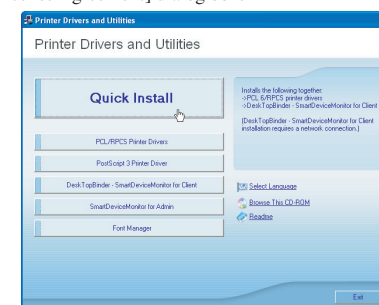 Printer Drivers and Utilities
Printer Drivers and Utilities
Quick Install
Installs the following together:
->PCL 6/RPCS printer drivers
->DeskTopBinder - SmartDeviceMonitor for Client
(DeskTopBinder - SmartDeviceMonitor for Client
installation requires a network connection.)
PCL/RPCS Printer Drivers
PostScript 3 Printer Driver
DeskTopBinder - SmartDeviceMonitor for Client
SmartDeviceMonitor for Admin
Font Manager
Select Language
Browse This CD-ROM
Readme
Exit